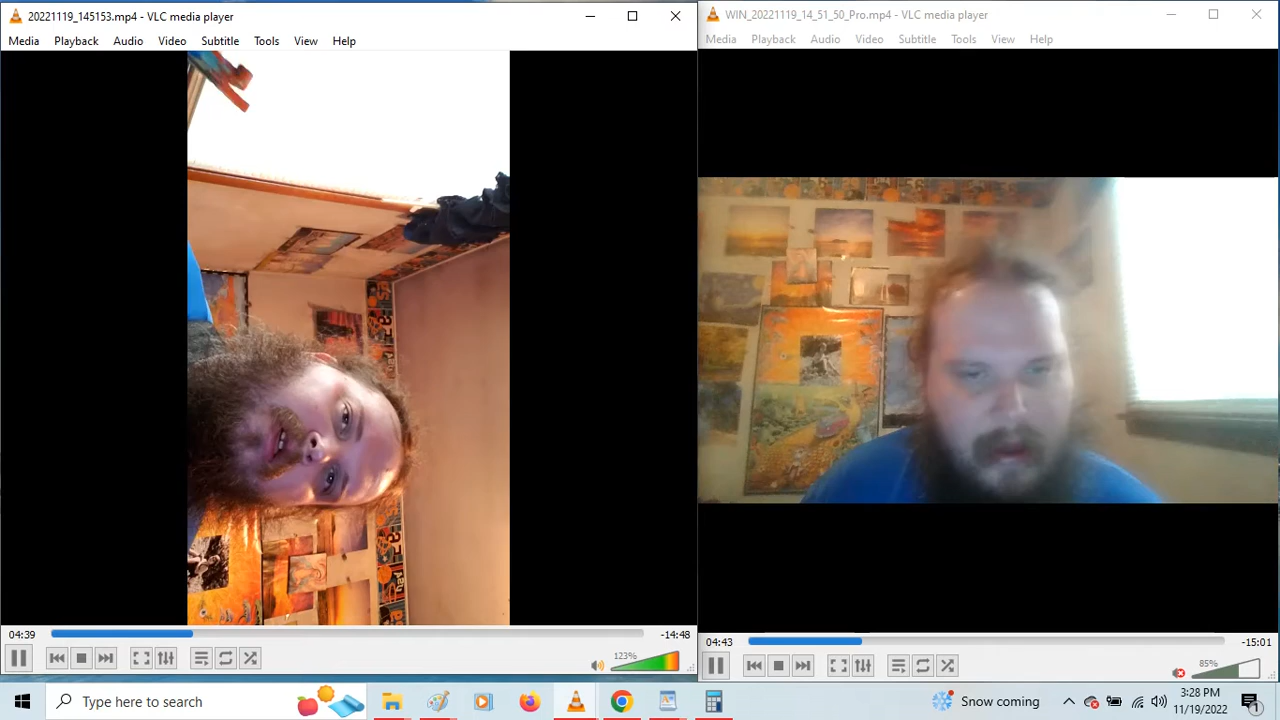 20221119_145153.mp4 - VLC media player
Media Playback Audio Video Subtitle Tools View Help
04:39
-14:48
123%
WIN_20221119_14_51_50_Pro.mp4 - VLC media player
Media Playback Audio Video Subtitle Tools View Help
04:43
-15:01
85%
Type here to search
Snow coming
3:28 PM
11/19/2022
1